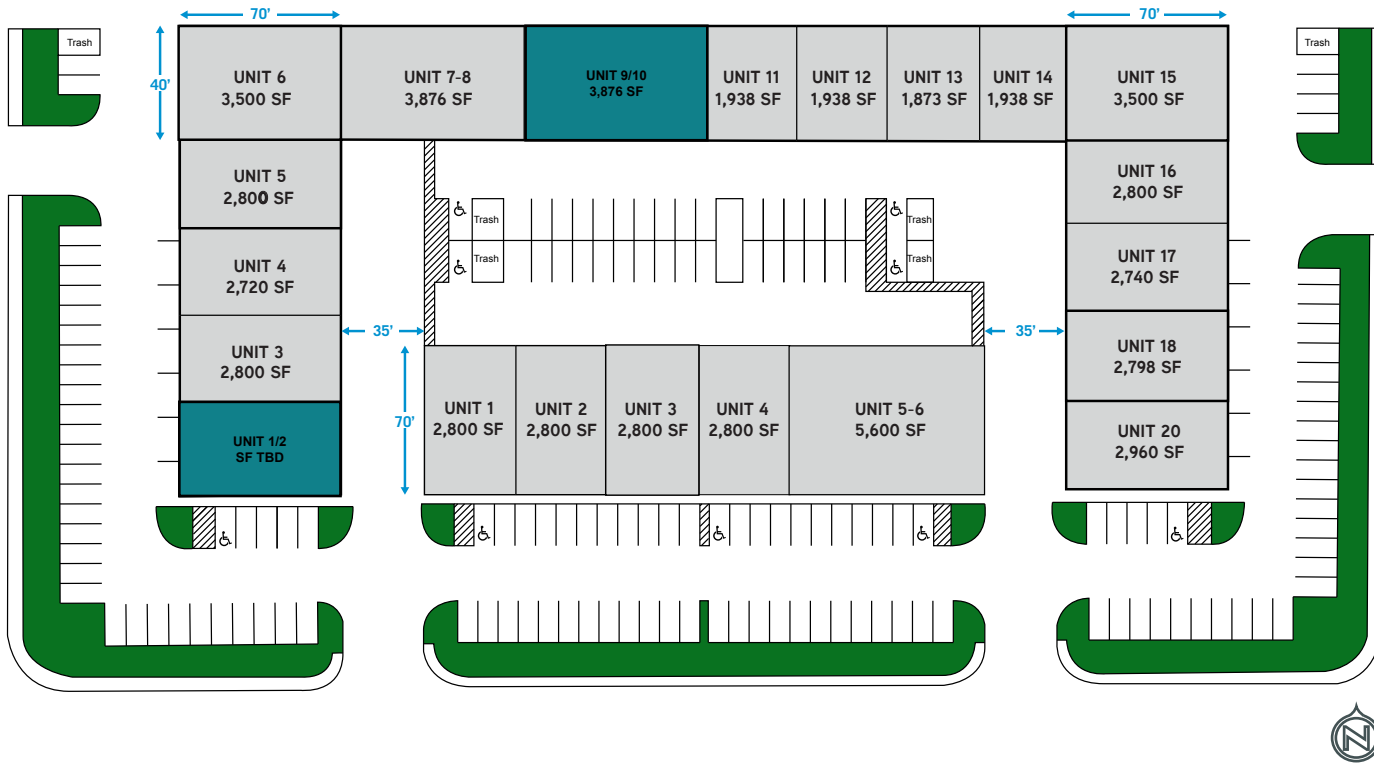 70’
70’
Trash
Trash
40’
UNIT 6
3,500 SF
UNIT 7-8
3,876 SF
UNIT 9/10
3,876 SF
UNIT 11
1,938 SF
UNIT 12
1,938 SF
UNIT 13
1,873 SF
UNIT 14
1,938 SF
UNIT 15
3,500 SF
UNIT 5
2,800 SF
UNIT 16
2,800 SF
Trash
Trash
Trash
Trash
UNIT 4
2,720 SF
UNIT 17
2,740 SF
35’
35’
UNIT 3
2,800 SF
UNIT 18
2,798 SF
70’
UNIT 1
2,800 SF
UNIT 2
2,800 SF
UNIT 3
2,800 SF
UNIT 4
2,800 SF
UNIT 5-6
5,600 SF
UNIT 1/2
SF TBD
UNIT 20
2,960 SF
N